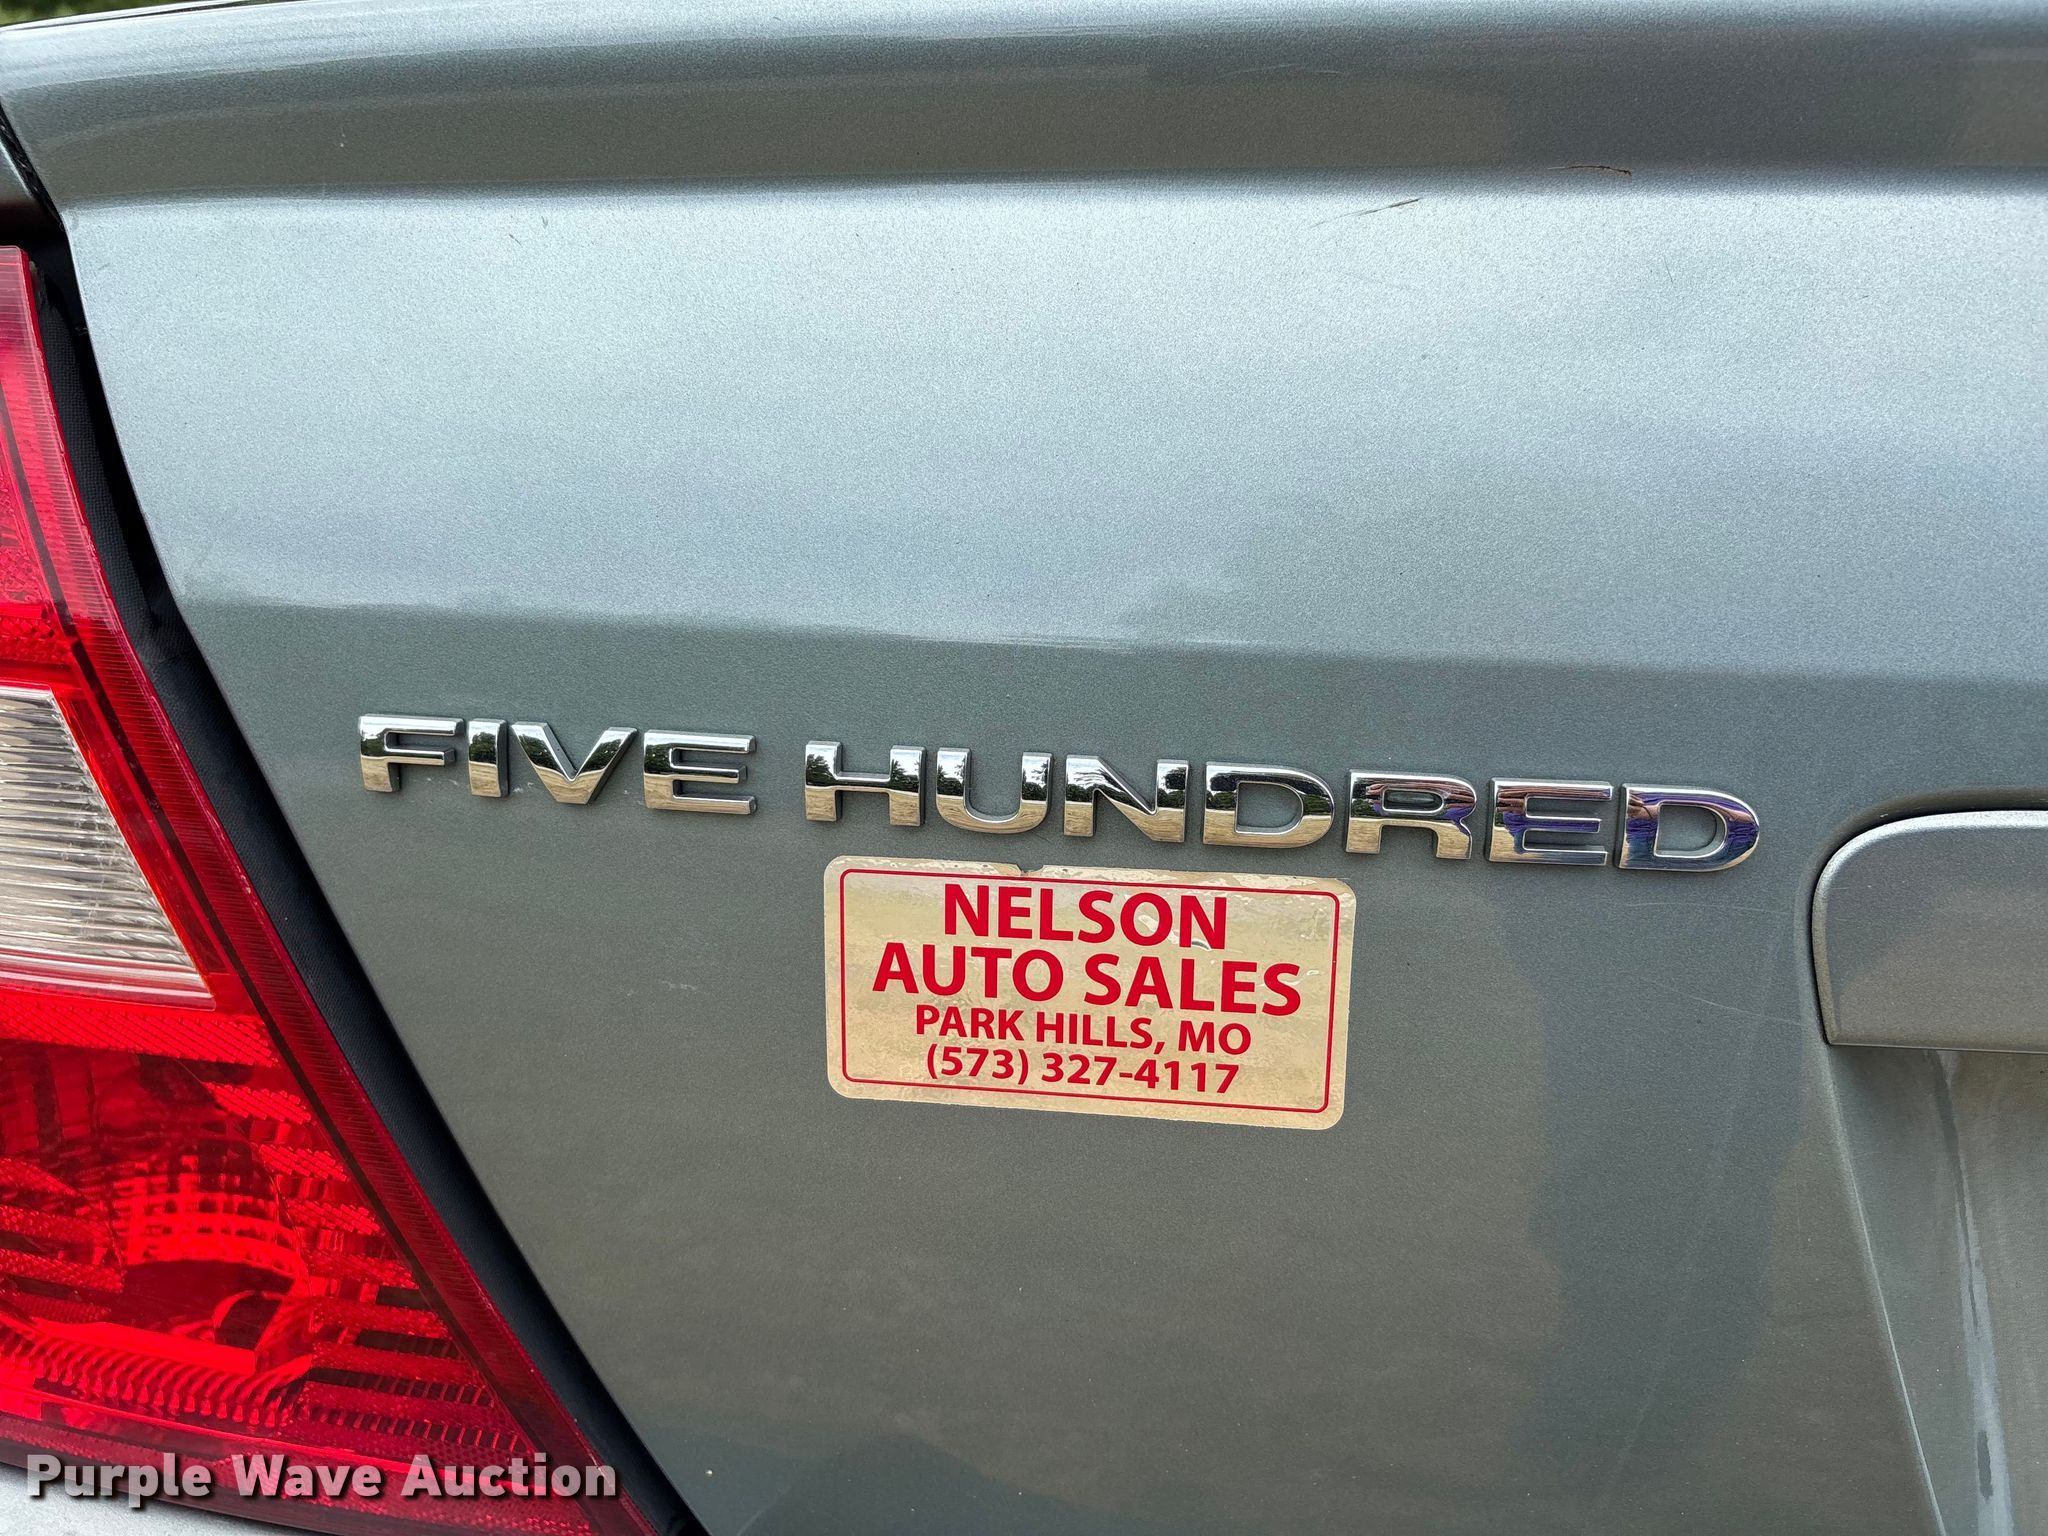 FIVE HUNDRED
NELSON
AUTO SALES
PARK HILLS, MO
(573) 327-4117
Purple Wave Auction